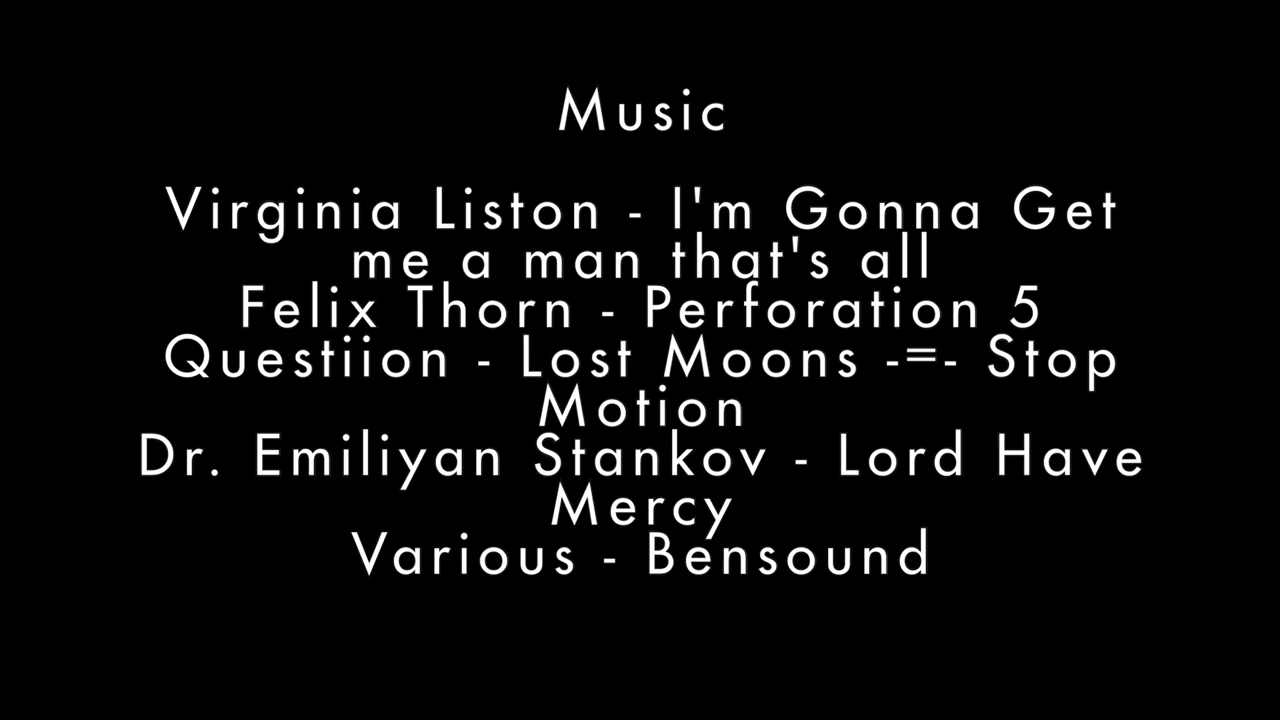 Music
Virginia Liston - I'm Gonna Get
me a man that's all
Felix Thorn - Perforation 5
Questiion - Lost Moons -=- Stop
Motion
Dr. Emiliyan Stankov - Lord Have
Mercy
Various - Bensound